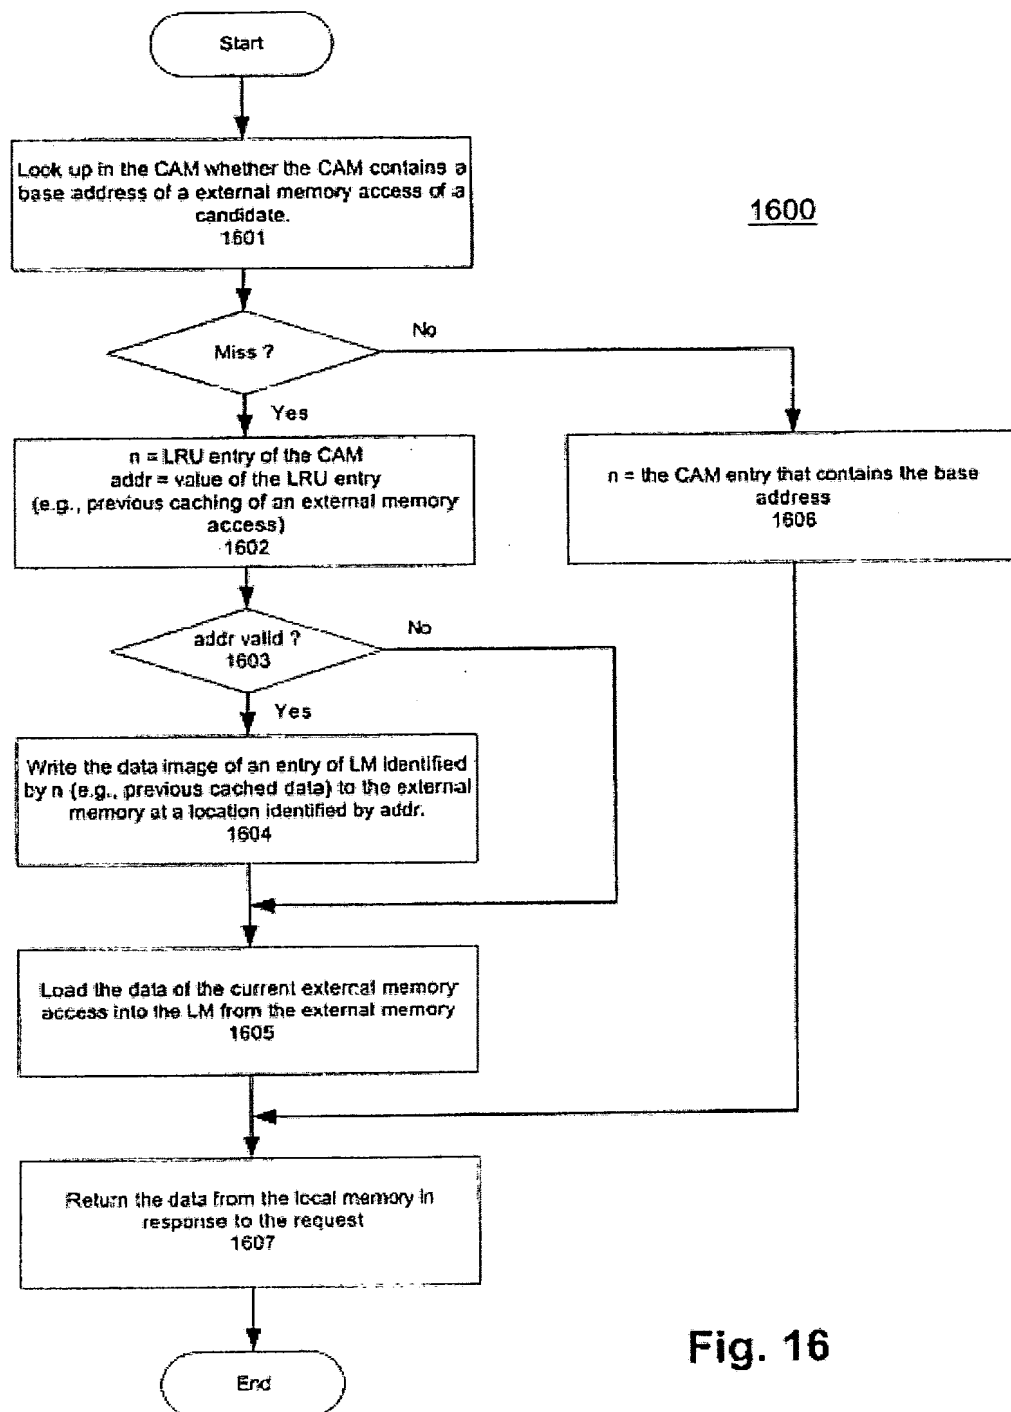 Start
Look up in the CAM whether the CAM contains a
base address of a external memory access of a
candidate.
1601
1600
Miss ?
No
Yes
n = LRU entry of the CAM
addr = value of the LRU entry
(e.g., previous caching of an external memory
access)
1602
n = the CAM entry that contains the base
address
1606
addr valid ?
1603
No
Yes
Write the data image of an entry of LM identified
by n (e.g., previous cached data) to the external
memory at a location identified by addr.
1604
Load the data of the current external memory
access into the LM from the external memory
1605
Return the data from the local memory in
response to the request
1607
End
Fig. 16